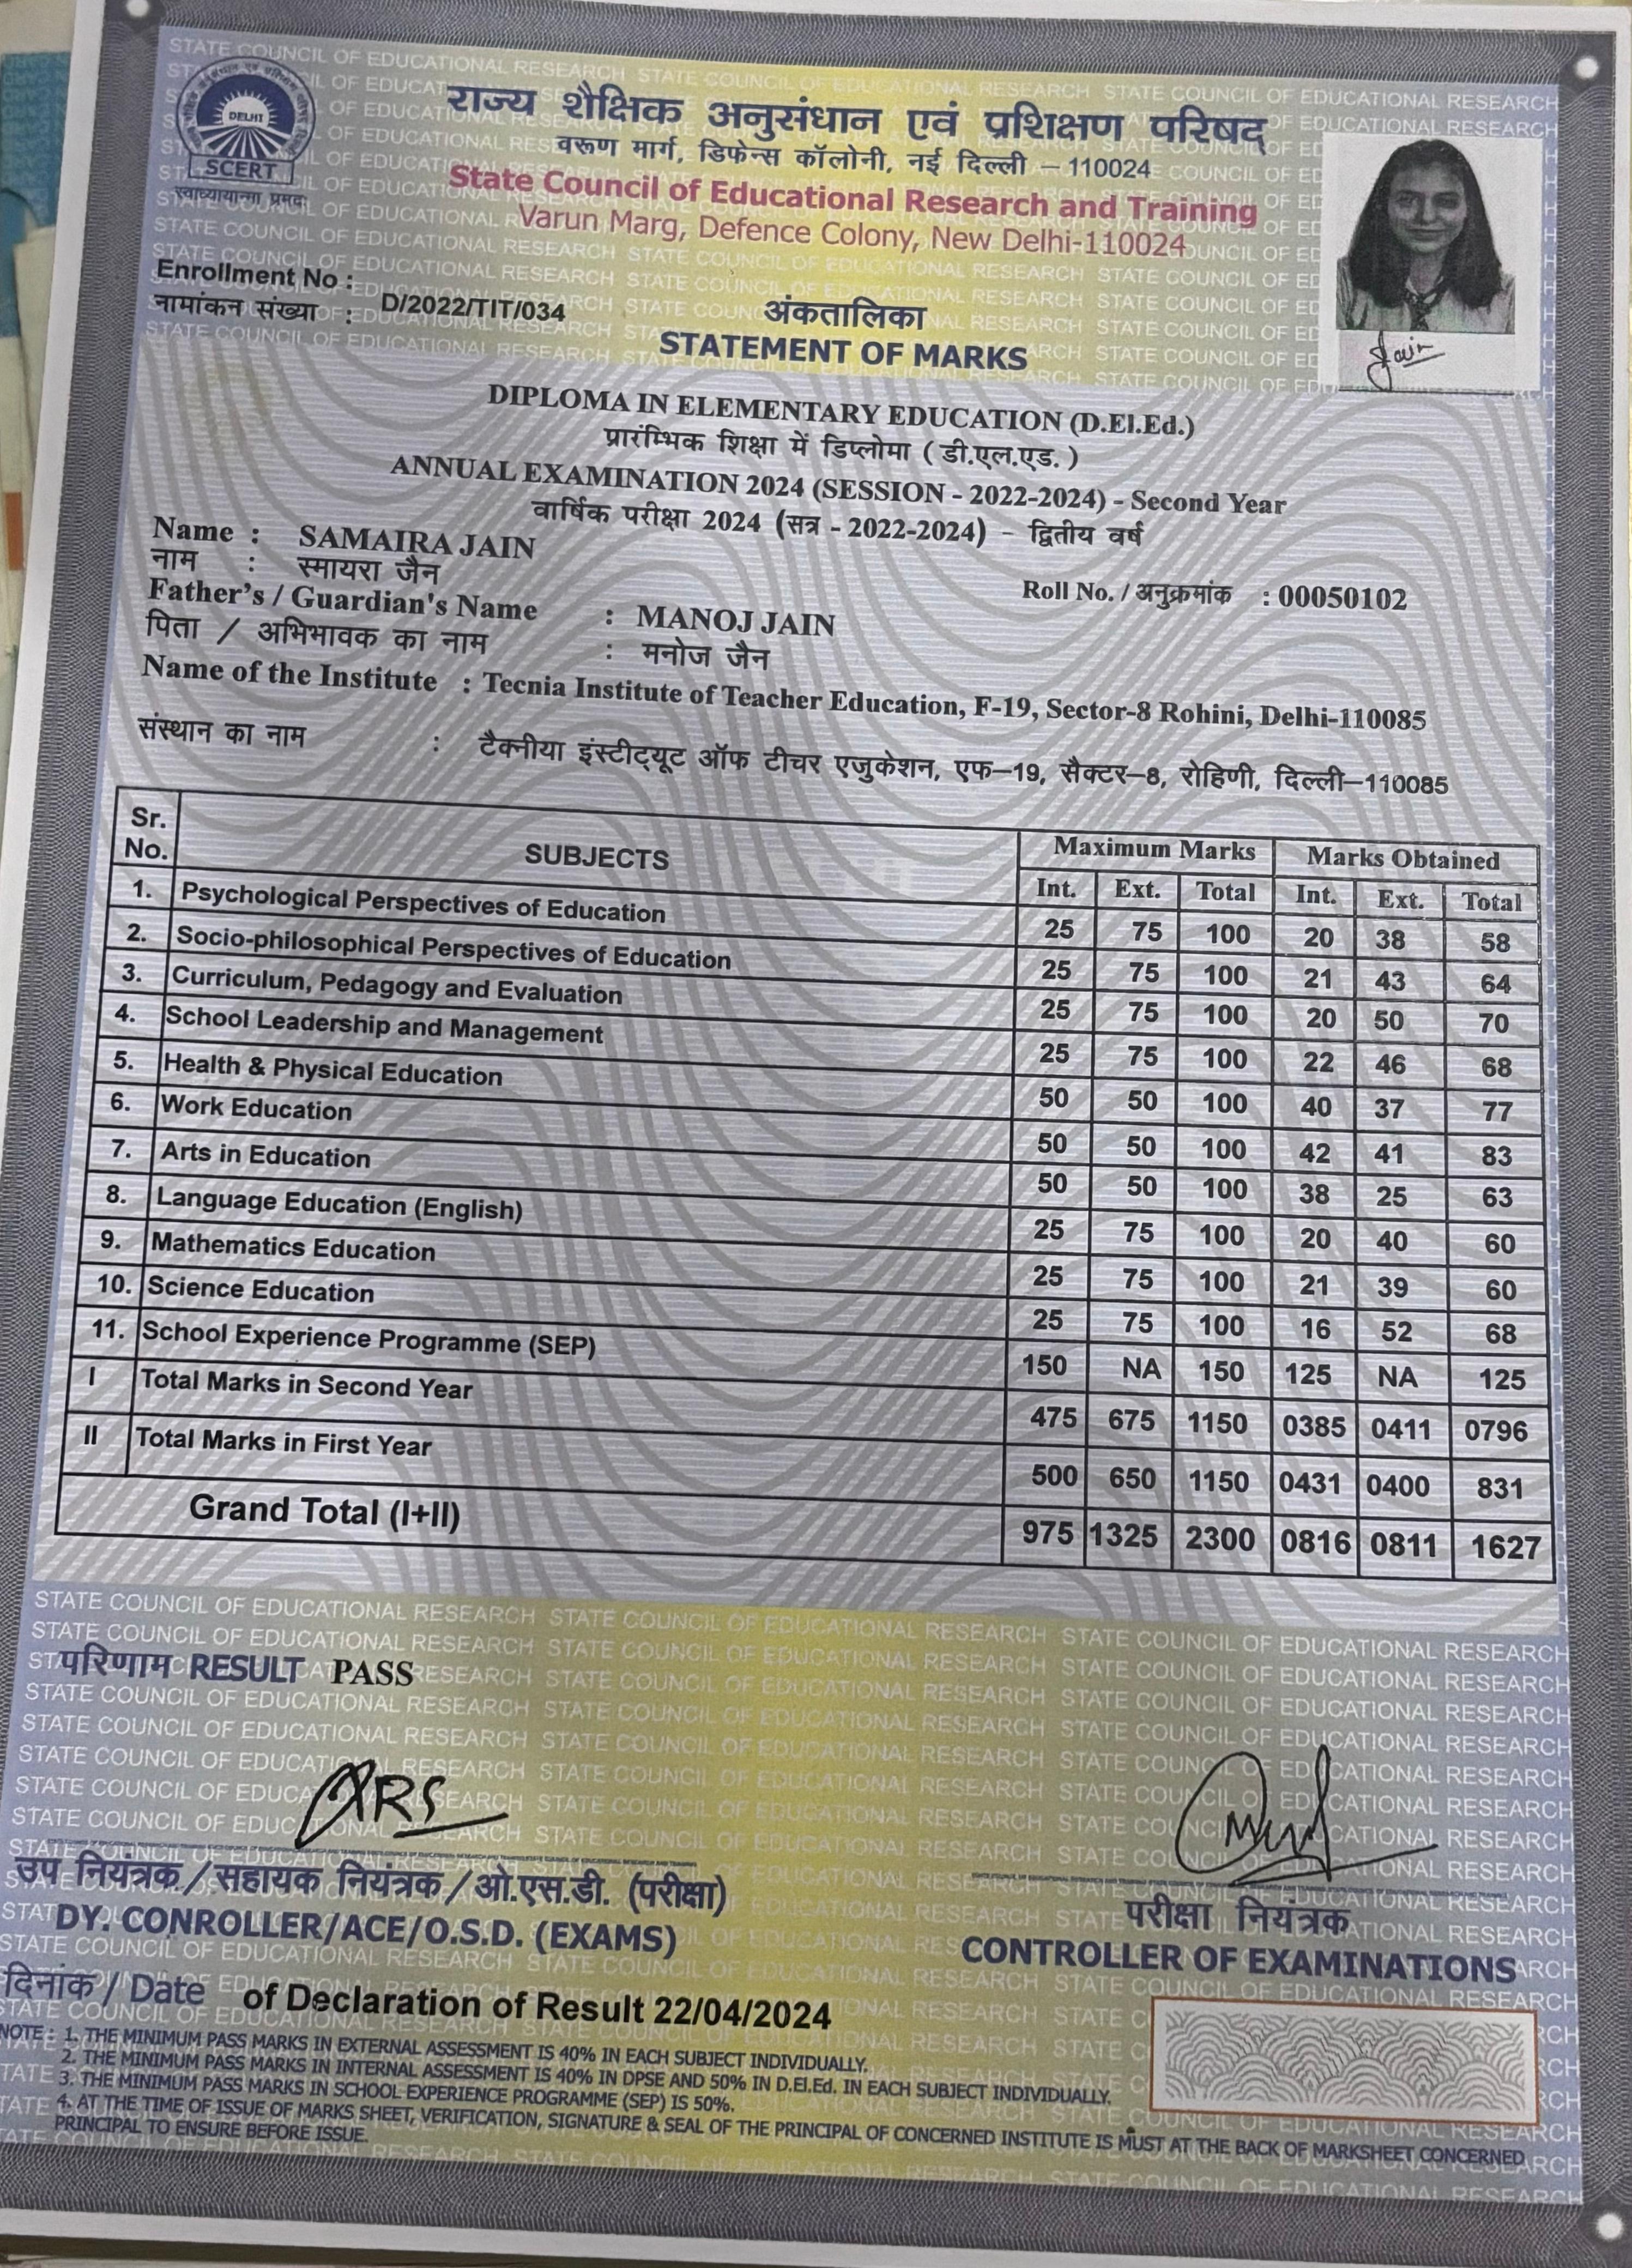 DELHI
SCERT
राज्य शैक्षिक अनुसंधान एवं प्रशिक्षण परिषद्
वरूण मार्ग, डिफेन्स कॉलोनी, नई दिल्ली – 110024
State Council of Educational Research and Training
Varun Marg, Defence Colony, New Delhi-110024
Enrollment No :
नामांकन संख्या : D/2022/TIT/034
अंकतालिका
STATEMENT OF MARKS
Jain
DIPLOMA IN ELEMENTARY EDUCATION (D.El.Ed.)
प्रारंम्भिक शिक्षा में डिप्लोमा ( डी.एल.एड. )
ANNUAL EXAMINATION 2024 (SESSION - 2022-2024) - Second Year
वार्षिक परीक्षा 2024 (सत्र - 2022-2024) - द्वितीय वर्ष
Name : SAMAIRA JAIN
नाम : स्मायरा जैन
Roll No. / अनुक्रमांक : 00050102
Father's / Guardian's Name : MANOJ JAIN
पिता / अभिभावक का नाम : मनोज जैन
Name of the Institute : Tecnia Institute of Teacher Education, F-19, Sector-8 Rohini, Delhi-110085
संस्थान का नाम : टैक्नीया इंस्टीट्यूट ऑफ टीचर एजुकेशन, एफ–19, सैक्टर–8, रोहिणी, दिल्ली–110085
Sr. No. SUBJECTS Maximum Marks Marks Obtained
Int. Ext. Total Int. Ext. Total
1. Psychological Perspectives of Education 25 75 100 20 38 58
2. Socio-philosophical Perspectives of Education 25 75 100 21 43 64
3. Curriculum, Pedagogy and Evaluation 25 75 100 20 50 70
4. School Leadership and Management 25 75 100 22 46 68
5. Health & Physical Education 50 50 100 40 37 77
6. Work Education 50 50 100 42 41 83
7. Arts in Education 50 50 100 38 25 63
8. Language Education (English) 25 75 100 20 40 60
9. Mathematics Education 25 75 100 21 39 60
10. Science Education 25 75 100 16 52 68
11. School Experience Programme (SEP) 150 NA 150 125 NA 125
I Total Marks in Second Year 475 675 1150 0385 0411 0796
II Total Marks in First Year 500 650 1150 0431 0400 831
Grand Total (I+II) 975 1325 2300 0816 0811 1627
STATE COUNCIL OF EDUCATIONAL RESEARCH STATE COUNCIL OF EDUCATIONAL RESEARCH STATE COUNCIL OF EDUCATIONAL RESEARCH
परिणाम RESULT PASS
उप नियंत्रक / सहायक नियंत्रक / ओ.एस.डी. (परीक्षा)
DY. CONROLLER/ACE/O.S.D. (EXAMS)
परीक्षा नियंत्रक
CONTROLLER OF EXAMINATIONS
दिनांक / Date of Declaration of Result 22/04/2024
NOTE : 1. THE MINIMUM PASS MARKS IN EXTERNAL ASSESSMENT IS 40% IN EACH SUBJECT INDIVIDUALLY.
2. THE MINIMUM PASS MARKS IN INTERNAL ASSESSMENT IS 40% IN DPSE AND 50% IN D.El.Ed. IN EACH SUBJECT INDIVIDUALLY.
3. THE MINIMUM PASS MARKS IN SCHOOL EXPERIENCE PROGRAMME (SEP) IS 50%.
4. AT THE TIME OF ISSUE OF MARKS SHEET, VERIFICATION, SIGNATURE & SEAL OF THE PRINCIPAL OF CONCERNED INSTITUTE IS MUST AT THE BACK OF MARKSHEET CONCERNED
PRINCIPAL TO ENSURE BEFORE ISSUE.